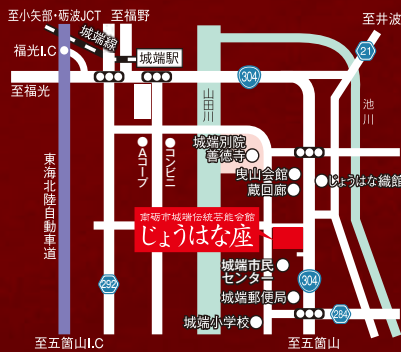 至小矢部・砺波JCT
至福野
至井波
福光I.C
城端線
城端駅
21
304
至福光
山田川
池川
城端別院
善徳寺
Aコープ
コンビニ
曳山会館
蔵回廊
じょうはな織館
東海北陸自動車道
南砺市城端伝統芸能会館
じょうはな座
城端市民
センター
292
304
城端郵便局
284
城端小学校
至五箇山I.C
至五箇山